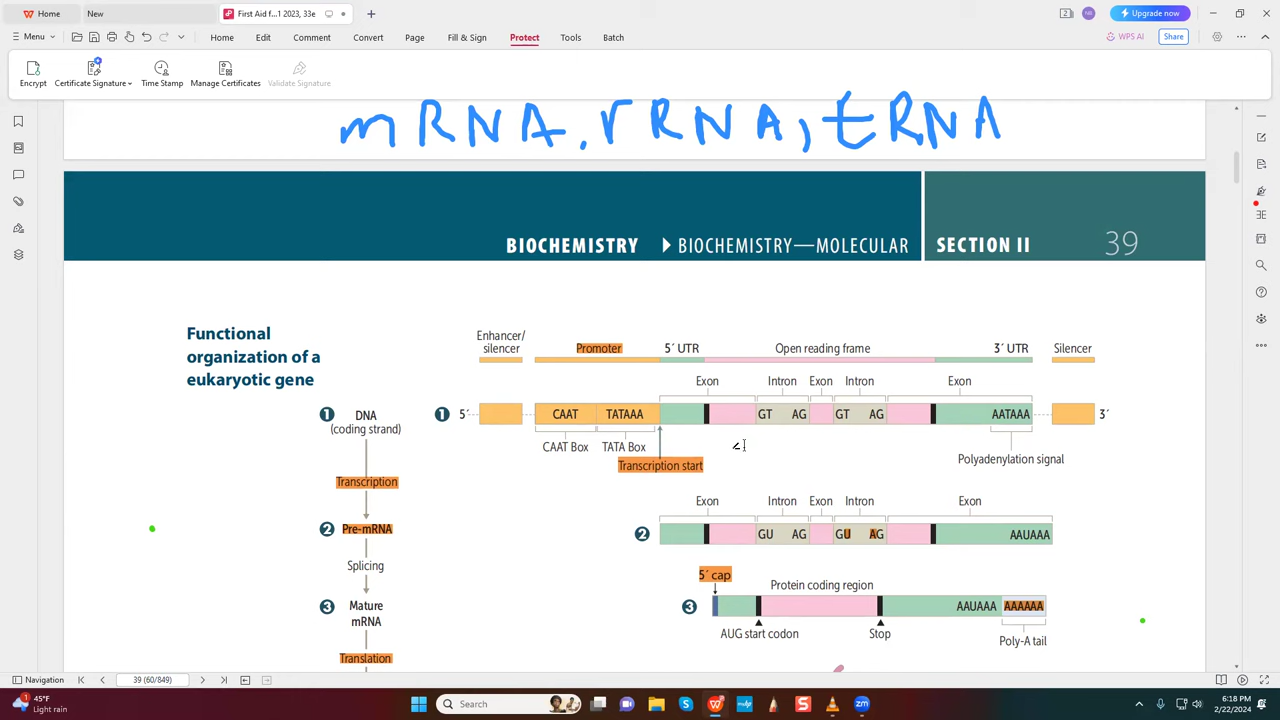 Home
New
First Aid f...1 2023, 33e
2
NB
Upgrade now
Menu
Home Edit Comment Convert Page Fill & Sign Protect Tools Batch
WPS AI
Share
Encrypt Certificate Signature Time Stamp Manage Certificates Validate Signature
mRNA, rRNA, tRNA
BIOCHEMISTRY BIOCHEMISTRY—MOLECULAR SECTION II 39
Functional
organization of a
eukaryotic gene
Enhancer/
silencer
Promoter 5´ UTR Open reading frame 3´ UTR Silencer
Exon Intron Exon Intron Exon
1 DNA
(coding strand)
1 5´ CAAT TATAAA GT AG GT AG AATAAA 3´
CAAT Box TATA Box Polyadenylation signal
Transcription start
Transcription
Exon Intron Exon Intron Exon
2 Pre-mRNA
2 GU AG GU AG AAUAAA
Splicing
5´ cap Protein coding region
3 Mature
mRNA
3 AAUAAA AAAAAA
AUG start codon Stop Poly-A tail
Translation
Navigation 39 (60/849)
1
45°F
Light rain
Search
6:18 PM
2/22/2024